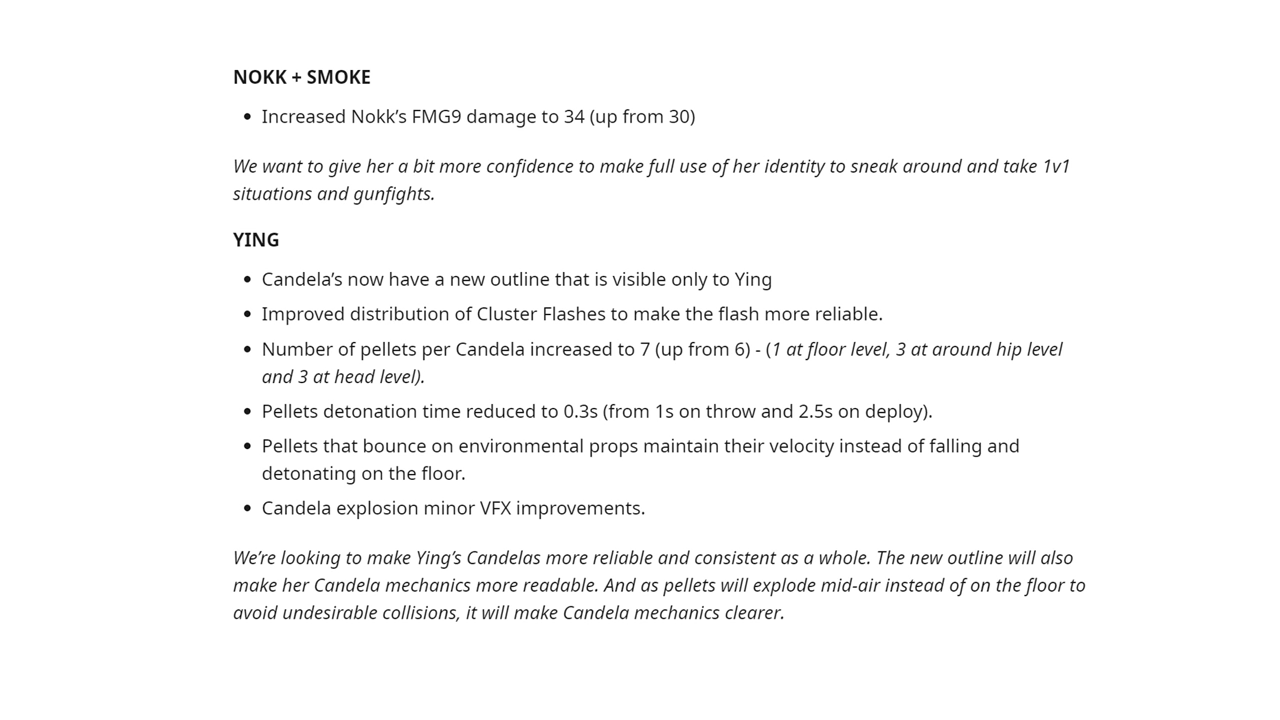 NOKK + SMOKE
• Increased Nokk’s FMG9 damage to 34 (up from 30)
We want to give her a bit more confidence to make full use of her identity to sneak around and take 1v1
situations and gunfights.
YING
• Candela’s now have a new outline that is visible only to Ying
• Improved distribution of Cluster Flashes to make the flash more reliable.
• Number of pellets per Candela increased to 7 (up from 6) - (1 at floor level, 3 at around hip level
and 3 at head level).
• Pellets detonation time reduced to 0.3s (from 1s on throw and 2.5s on deploy).
• Pellets that bounce on environmental props maintain their velocity instead of falling and
detonating on the floor.
• Candela explosion minor VFX improvements.
We’re looking to make Ying’s Candelas more reliable and consistent as a whole. The new outline will also
make her Candela mechanics more readable. And as pellets will explode mid-air instead of on the floor to
avoid undesirable collisions, it will make Candela mechanics clearer.